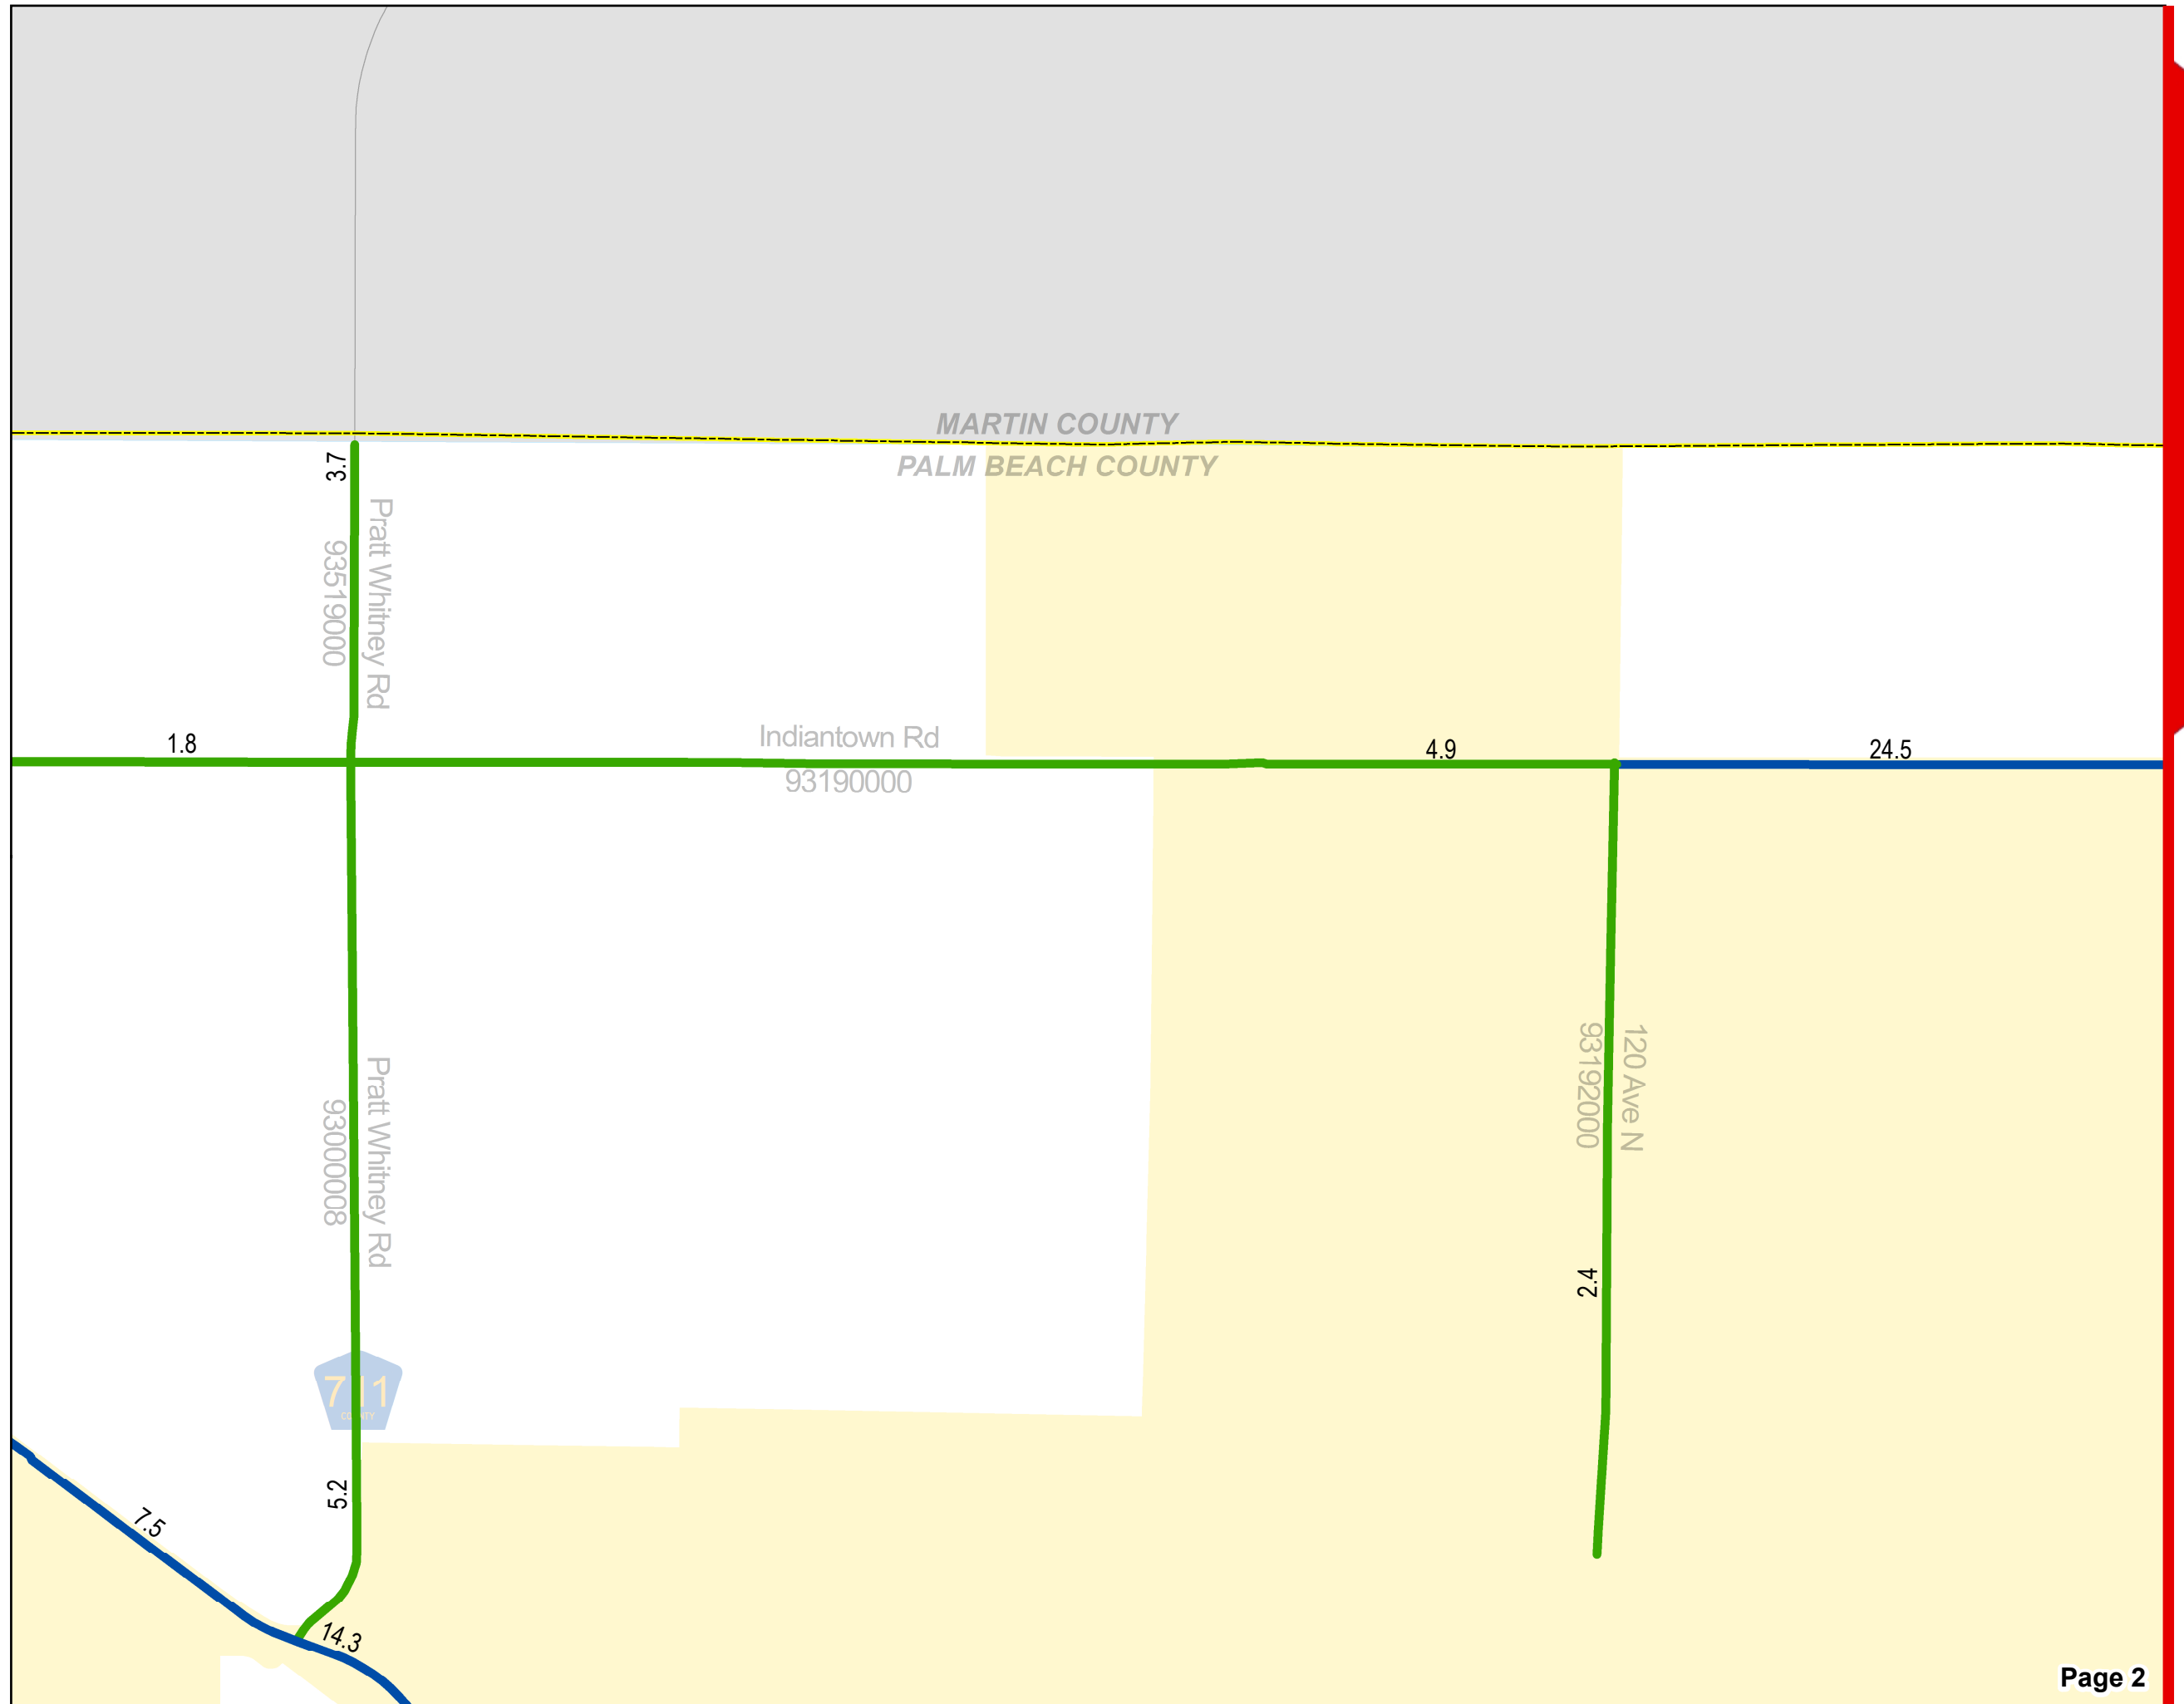 MARTIN COUNTY
PALM BEACH COUNTY
3.7
Pratt Whitney Rd
93519000
1.8
Indiantown Rd
93190000
4.9
24.5
120 Ave N
93192000
Pratt Whitney Rd
93000008
2.4
711
COUNTY
5.2
7.5
14.3
Page 2